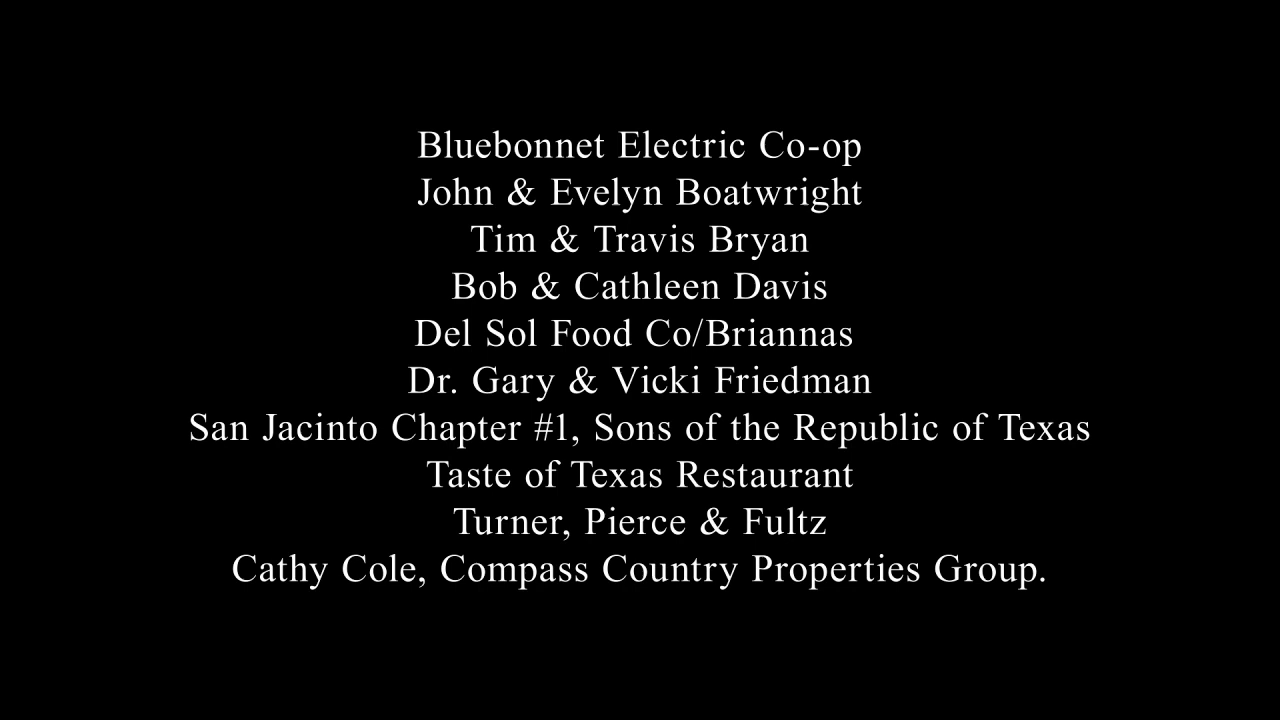 Bluebonnet Electric Co-op
John & Evelyn Boatwright
Tim & Travis Bryan
Bob & Cathleen Davis
Del Sol Food Co/Briannas
Dr. Gary & Vicki Friedman
San Jacinto Chapter #1, Sons of the Republic of Texas
Taste of Texas Restaurant
Turner, Pierce & Fultz
Cathy Cole, Compass Country Properties Group.